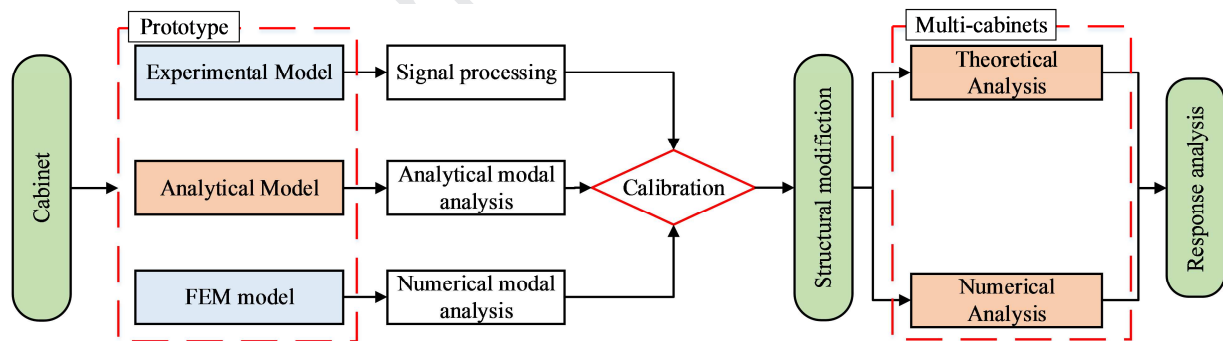 Prototype
Multi-cabinets
Cabinet
Experimental Model
Signal processing
Analytical Model
Analytical modal
analysis
FEM model
Numerical modal
analysis
Calibration
Structural modifiction
Theoretical
Analysis
Numerical
Analysis
Response analysis